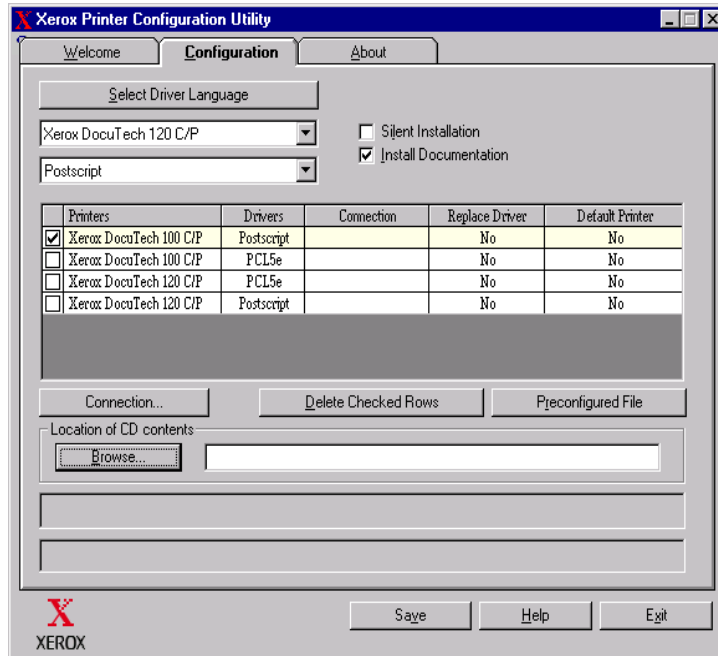 Xerox Printer Configuration Utility
Welcome Configuration About
Select Driver Language
Xerox DocuTech 120 C/P
Silent Installation
Install Documentation
Postscript
Printers Drivers Connection Replace Driver Default Printer
Xerox DocuTech 100 C/P Postscript No No
Xerox DocuTech 100 C/P PCL5e No No
Xerox DocuTech 120 C/P PCL5e No No
Xerox DocuTech 120 C/P Postscript No No
Connection... Delete Checked Rows Preconfigured File
Location of CD contents
Browse...
X
XEROX
Save Help Exit